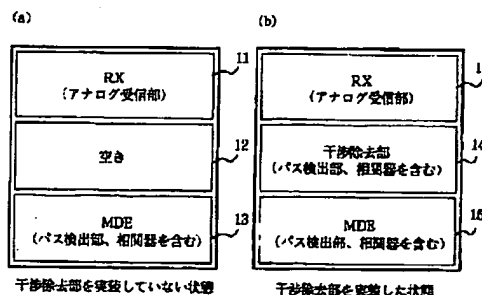 (a)
RX
(アナログ受信部)
11
空き
12
MDE
(パス検出部、相関器を含む)
13
干渉除去部を実装していない状態
(b)
RX
(アナログ受信部)
干渉除去部
(パス検出部、相関器を含む)
14
MDE
(パス検出部、相関器を含む)
15
干渉除去部を実装した状態